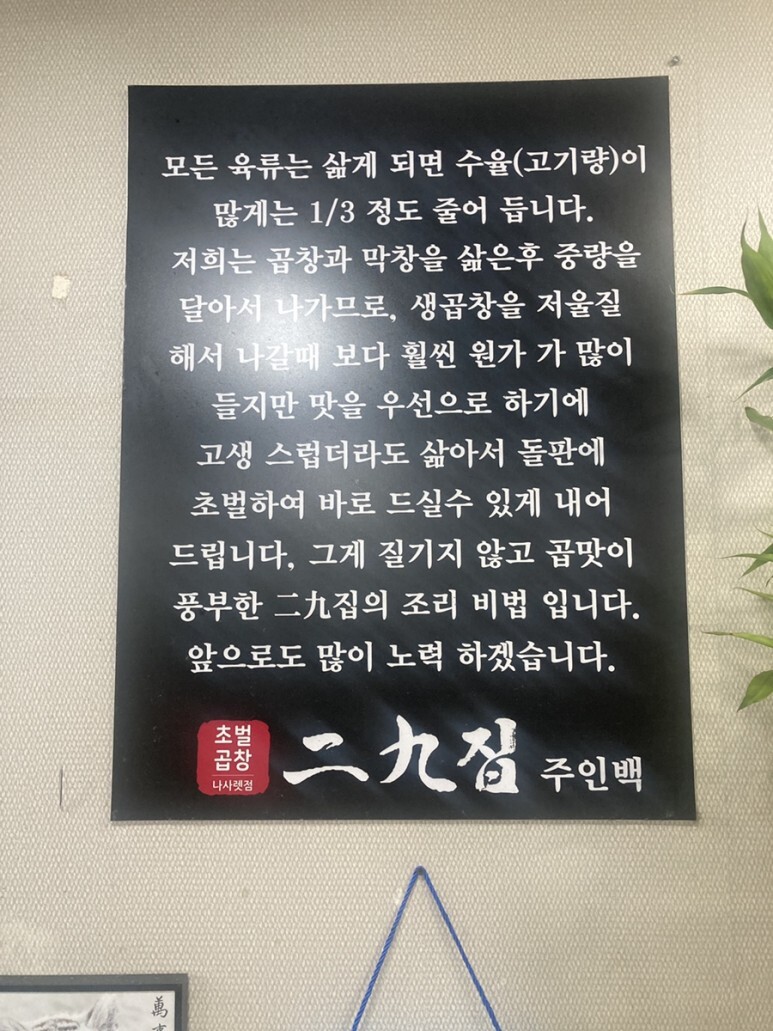 모든 육류는 삶게 되면 수율(고기량)이
많게는 1/3 정도 줄어 듭니다.
저희는 곱창과 막창을 삶은후 중량을
달아서 나가므로, 생곱창을 저울질
해서 나갈때 보다 훨씬 원가 가 많이
들지만 맛을 우선으로 하기에
고생 스럽더라도 삶아서 돌판에
초벌하여 바로 드실수 있게 내어
드립니다, 그게 질기지 않고 곱맛이
풍부한 二九집의 조리 비법 입니다.
앞으로도 많이 노력 하겠습니다.
초벌
곱창
나사렛점
二九집 주인백
萬